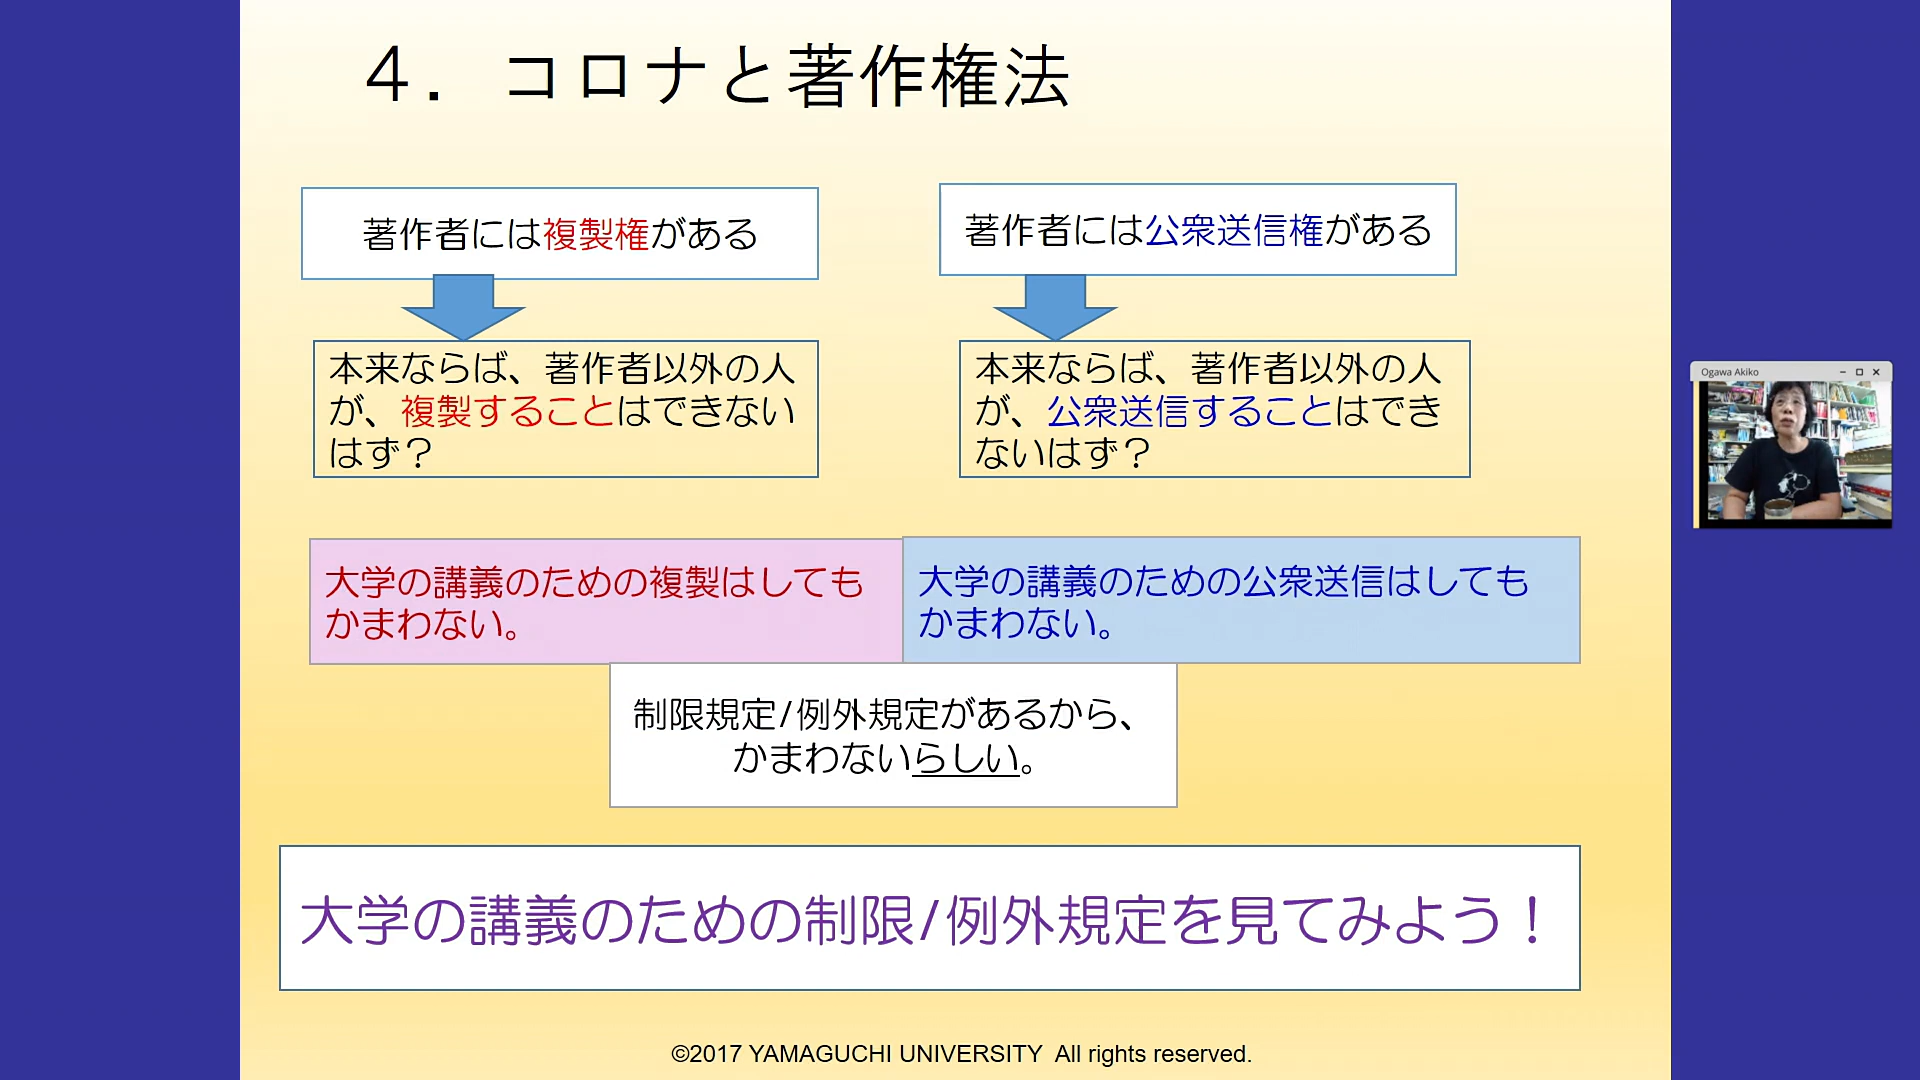 ４．コロナと著作権法
著作者には複製権がある
著作者には公衆送信権がある
本来ならば、著作者以外の人
が、複製することはできない
はず？
本来ならば、著作者以外の人
が、公衆送信することはでき
ないはず？
Ogawa Akiko
大学の講義のための複製はしても
かまわない。
大学の講義のための公衆送信はしても
かまわない。
制限規定/例外規定があるから、
かまわないらしい。
大学の講義のための制限/例外規定を見てみよう！
©2017 YAMAGUCHI UNIVERSITY All rights reserved.